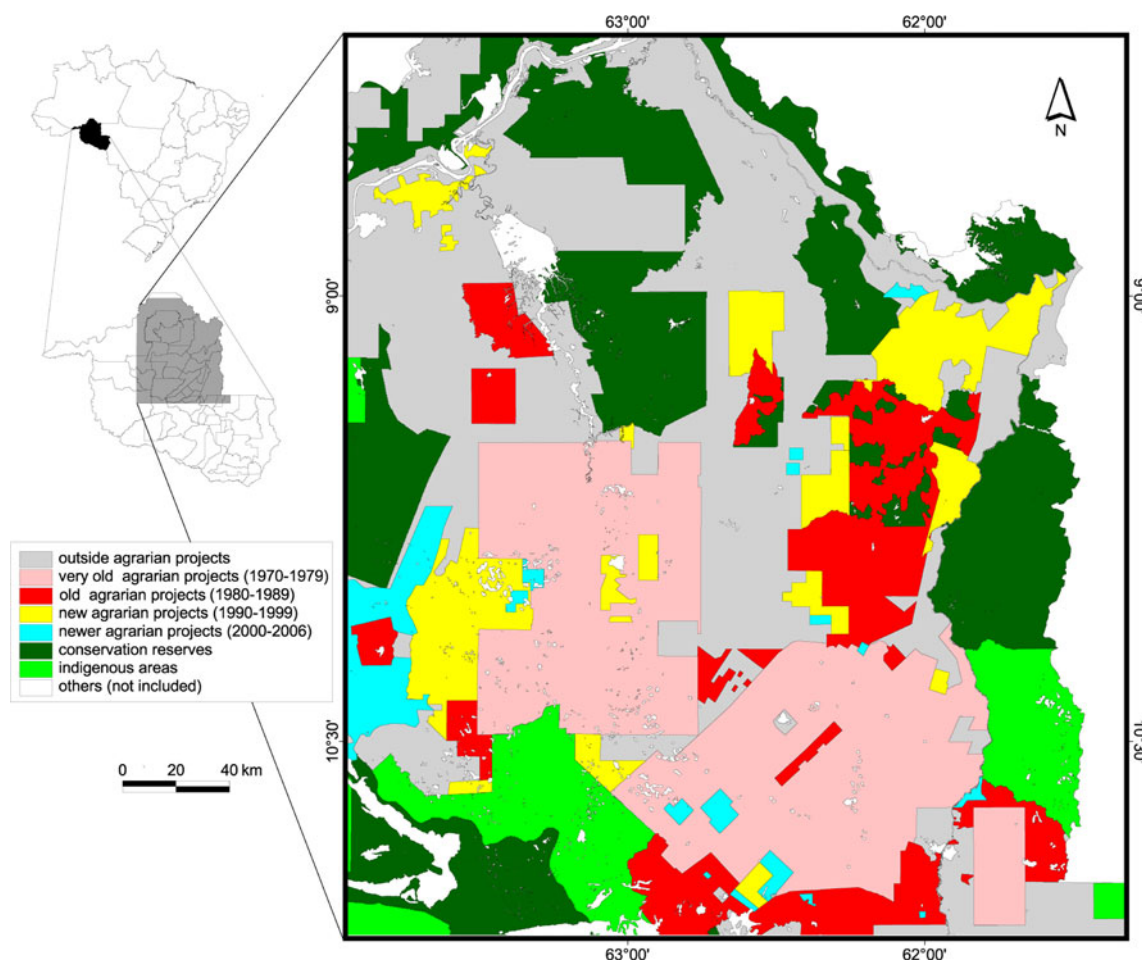 63°00' 62°00'
N
9°00' 9°00'
outside agrarian projects
very old agrarian projects (1970-1979)
old agrarian projects (1980-1989)
new agrarian projects (1990-1999)
newer agrarian projects (2000-2006)
conservation reserves
indigenous areas
others (not included)
10°30' 10°30'
0 20 40 km
63°00' 62°00'